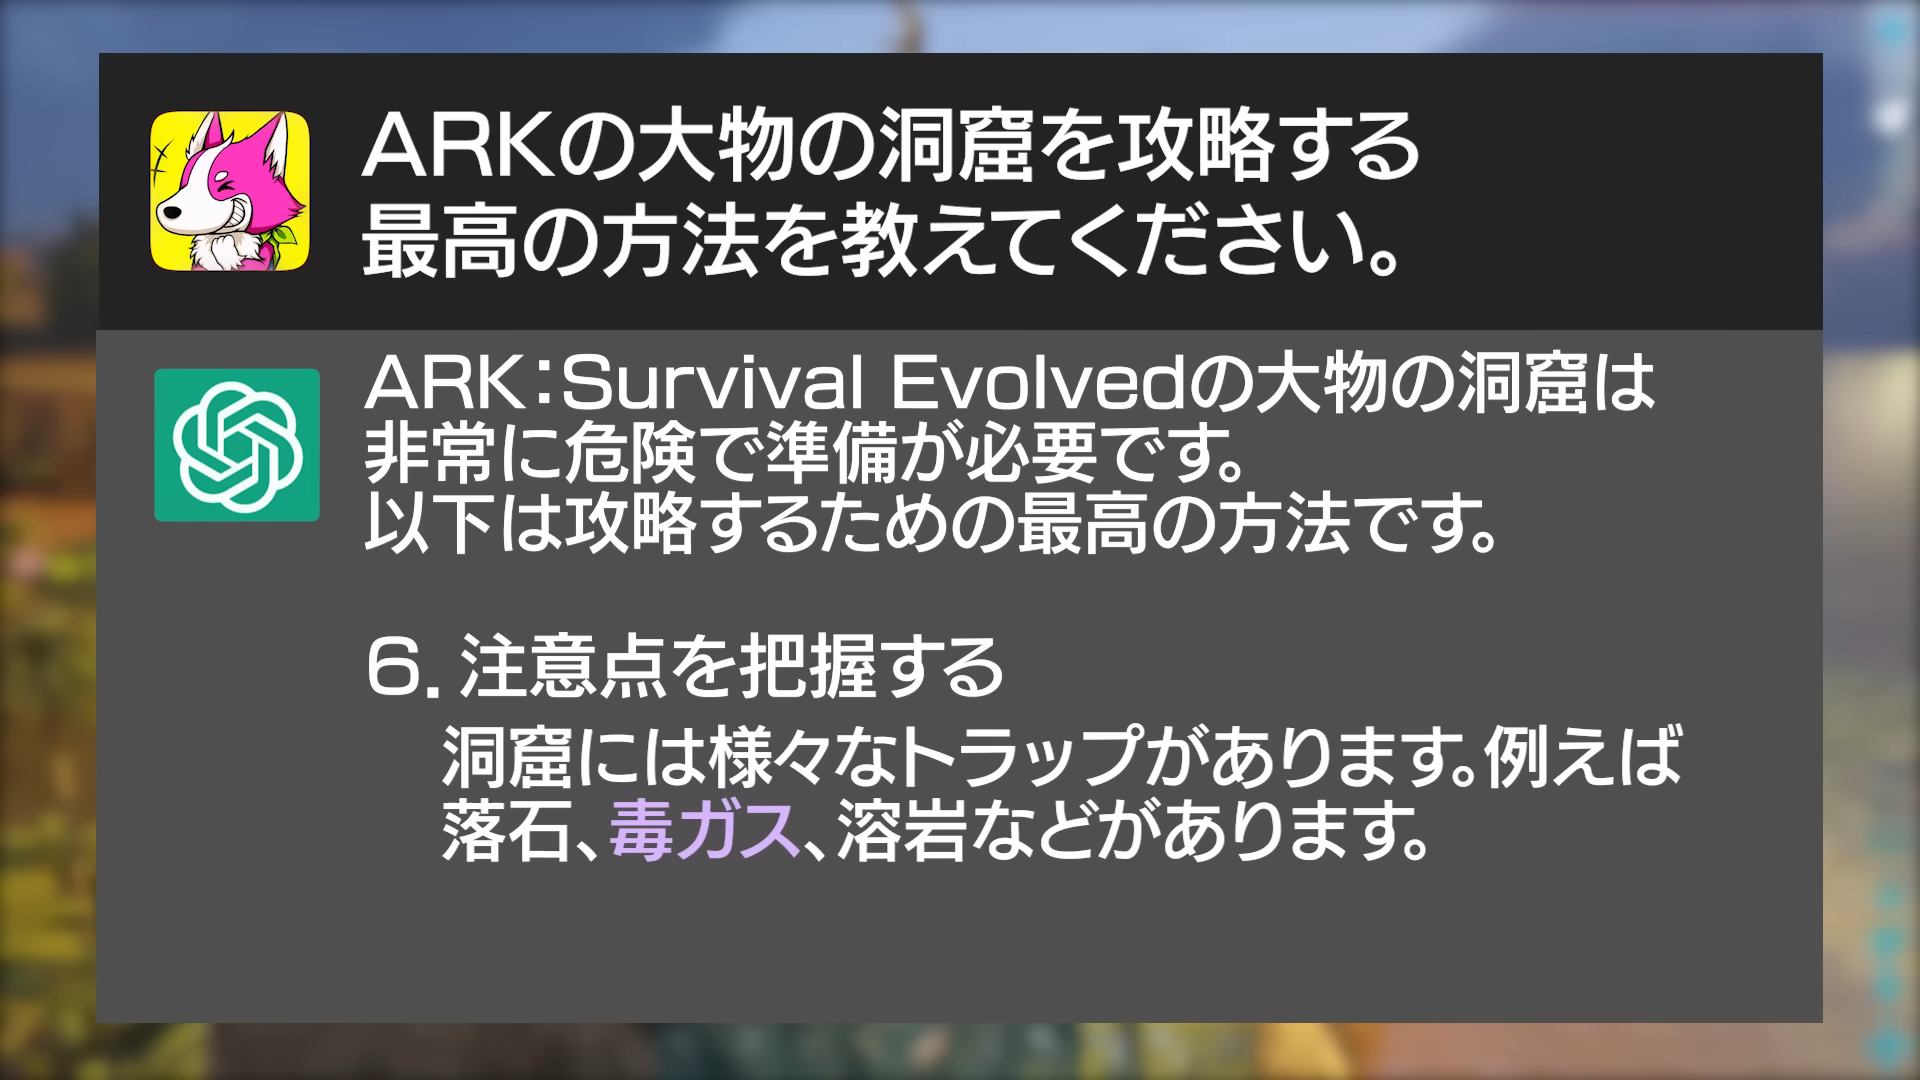 ARKの大物の洞窟を攻略する
最高の方法を教えてください。
ARK:Survival Evolvedの大物の洞窟は
非常に危険で準備が必要です。
以下は攻略するための最高の方法です。
6. 注意点を把握する
洞窟には様々なトラップがあります。例えば
落石、毒ガス、溶岩などがあります。